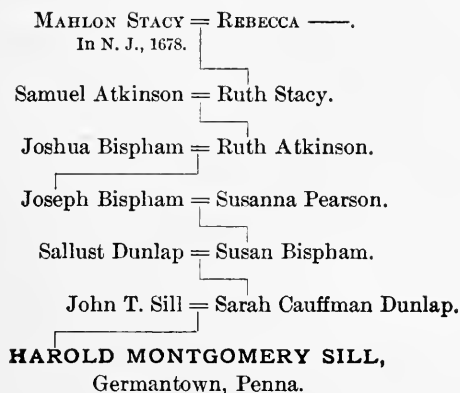 MAHLON STACY = REBECCA ——.
In N. J., 1678.
Samuel Atkinson = Ruth Stacy.
Joshua Bispham = Ruth Atkinson.
Joseph Bispham = Susanna Pearson.
Sallust Dunlap = Susan Bispham.
John T. Sill = Sarah Cauffman Dunlap.
HAROLD MONTGOMERY SILL,
Germantown, Penna.